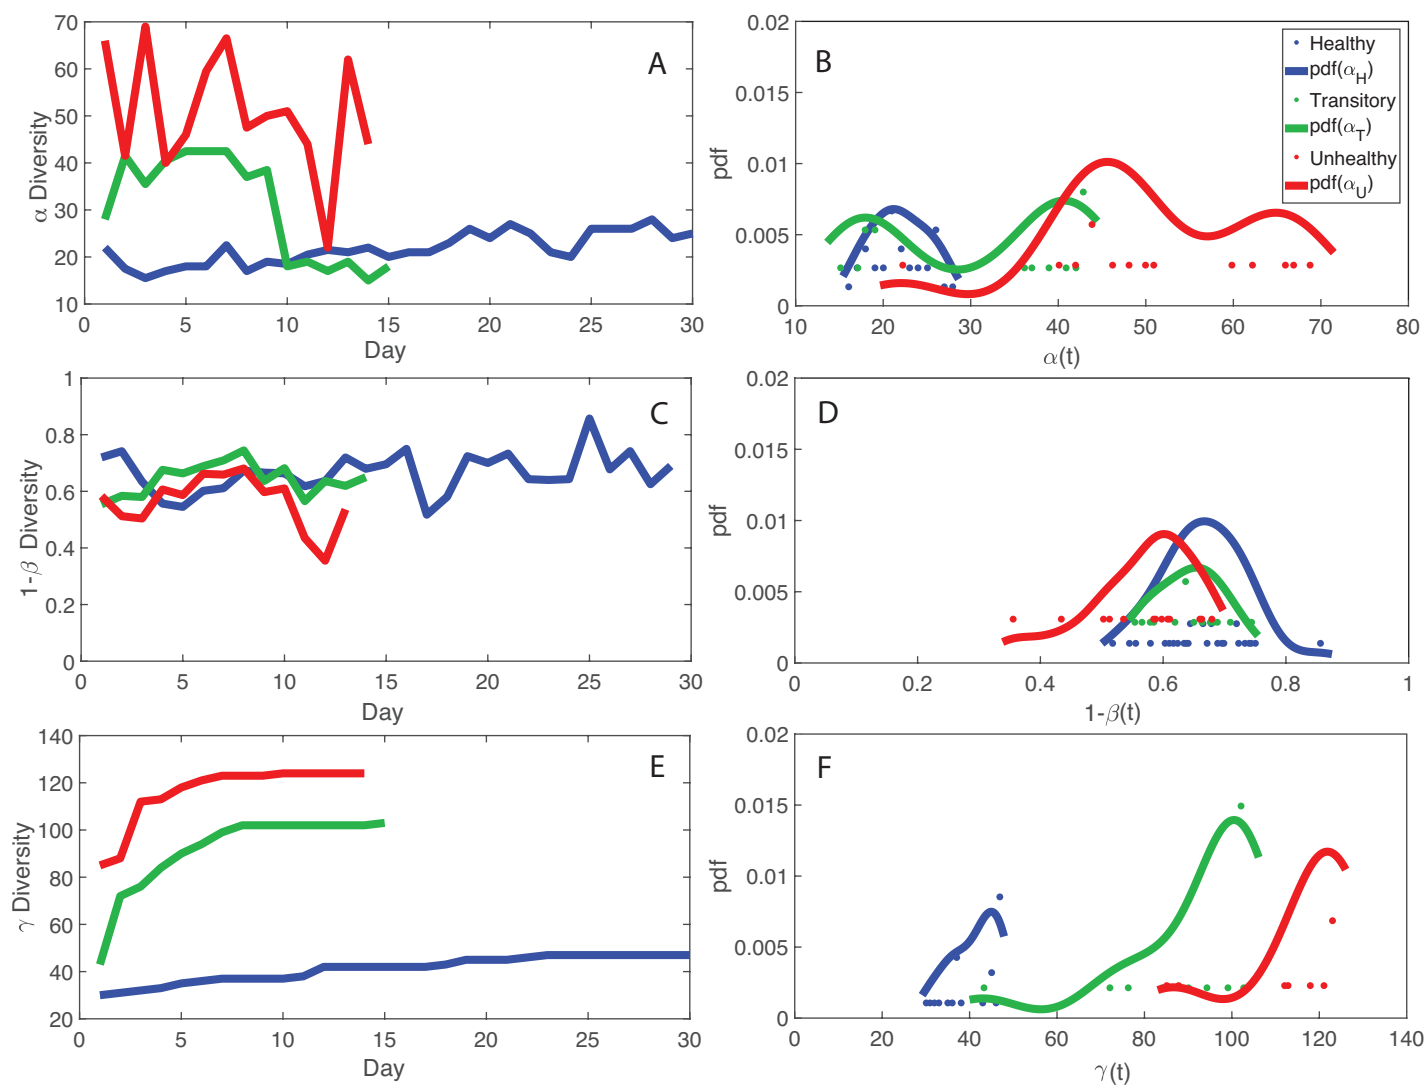 A
α Diversity
70
60
50
40
30
20
10
0 5 10 15 20 25 30
Day
B
pdf
0.02
0.015
0.01
0.005
0
10 20 30 40 50 60 70 80
α(t)
Healthy
pdf(α_H)
Transitory
pdf(α_T)
Unhealthy
pdf(α_U)
C
1-β Diversity
1
0.8
0.6
0.4
0.2
0
0 5 10 15 20 25 30
Day
D
pdf
0.02
0.015
0.01
0.005
0
0 0.2 0.4 0.6 0.8 1
1-β(t)
E
γ Diversity
140
120
100
80
60
40
20
0 5 10 15 20 25 30
Day
F
pdf
0.02
0.015
0.01
0.005
0
0 20 40 60 80 100 120 140
γ(t)